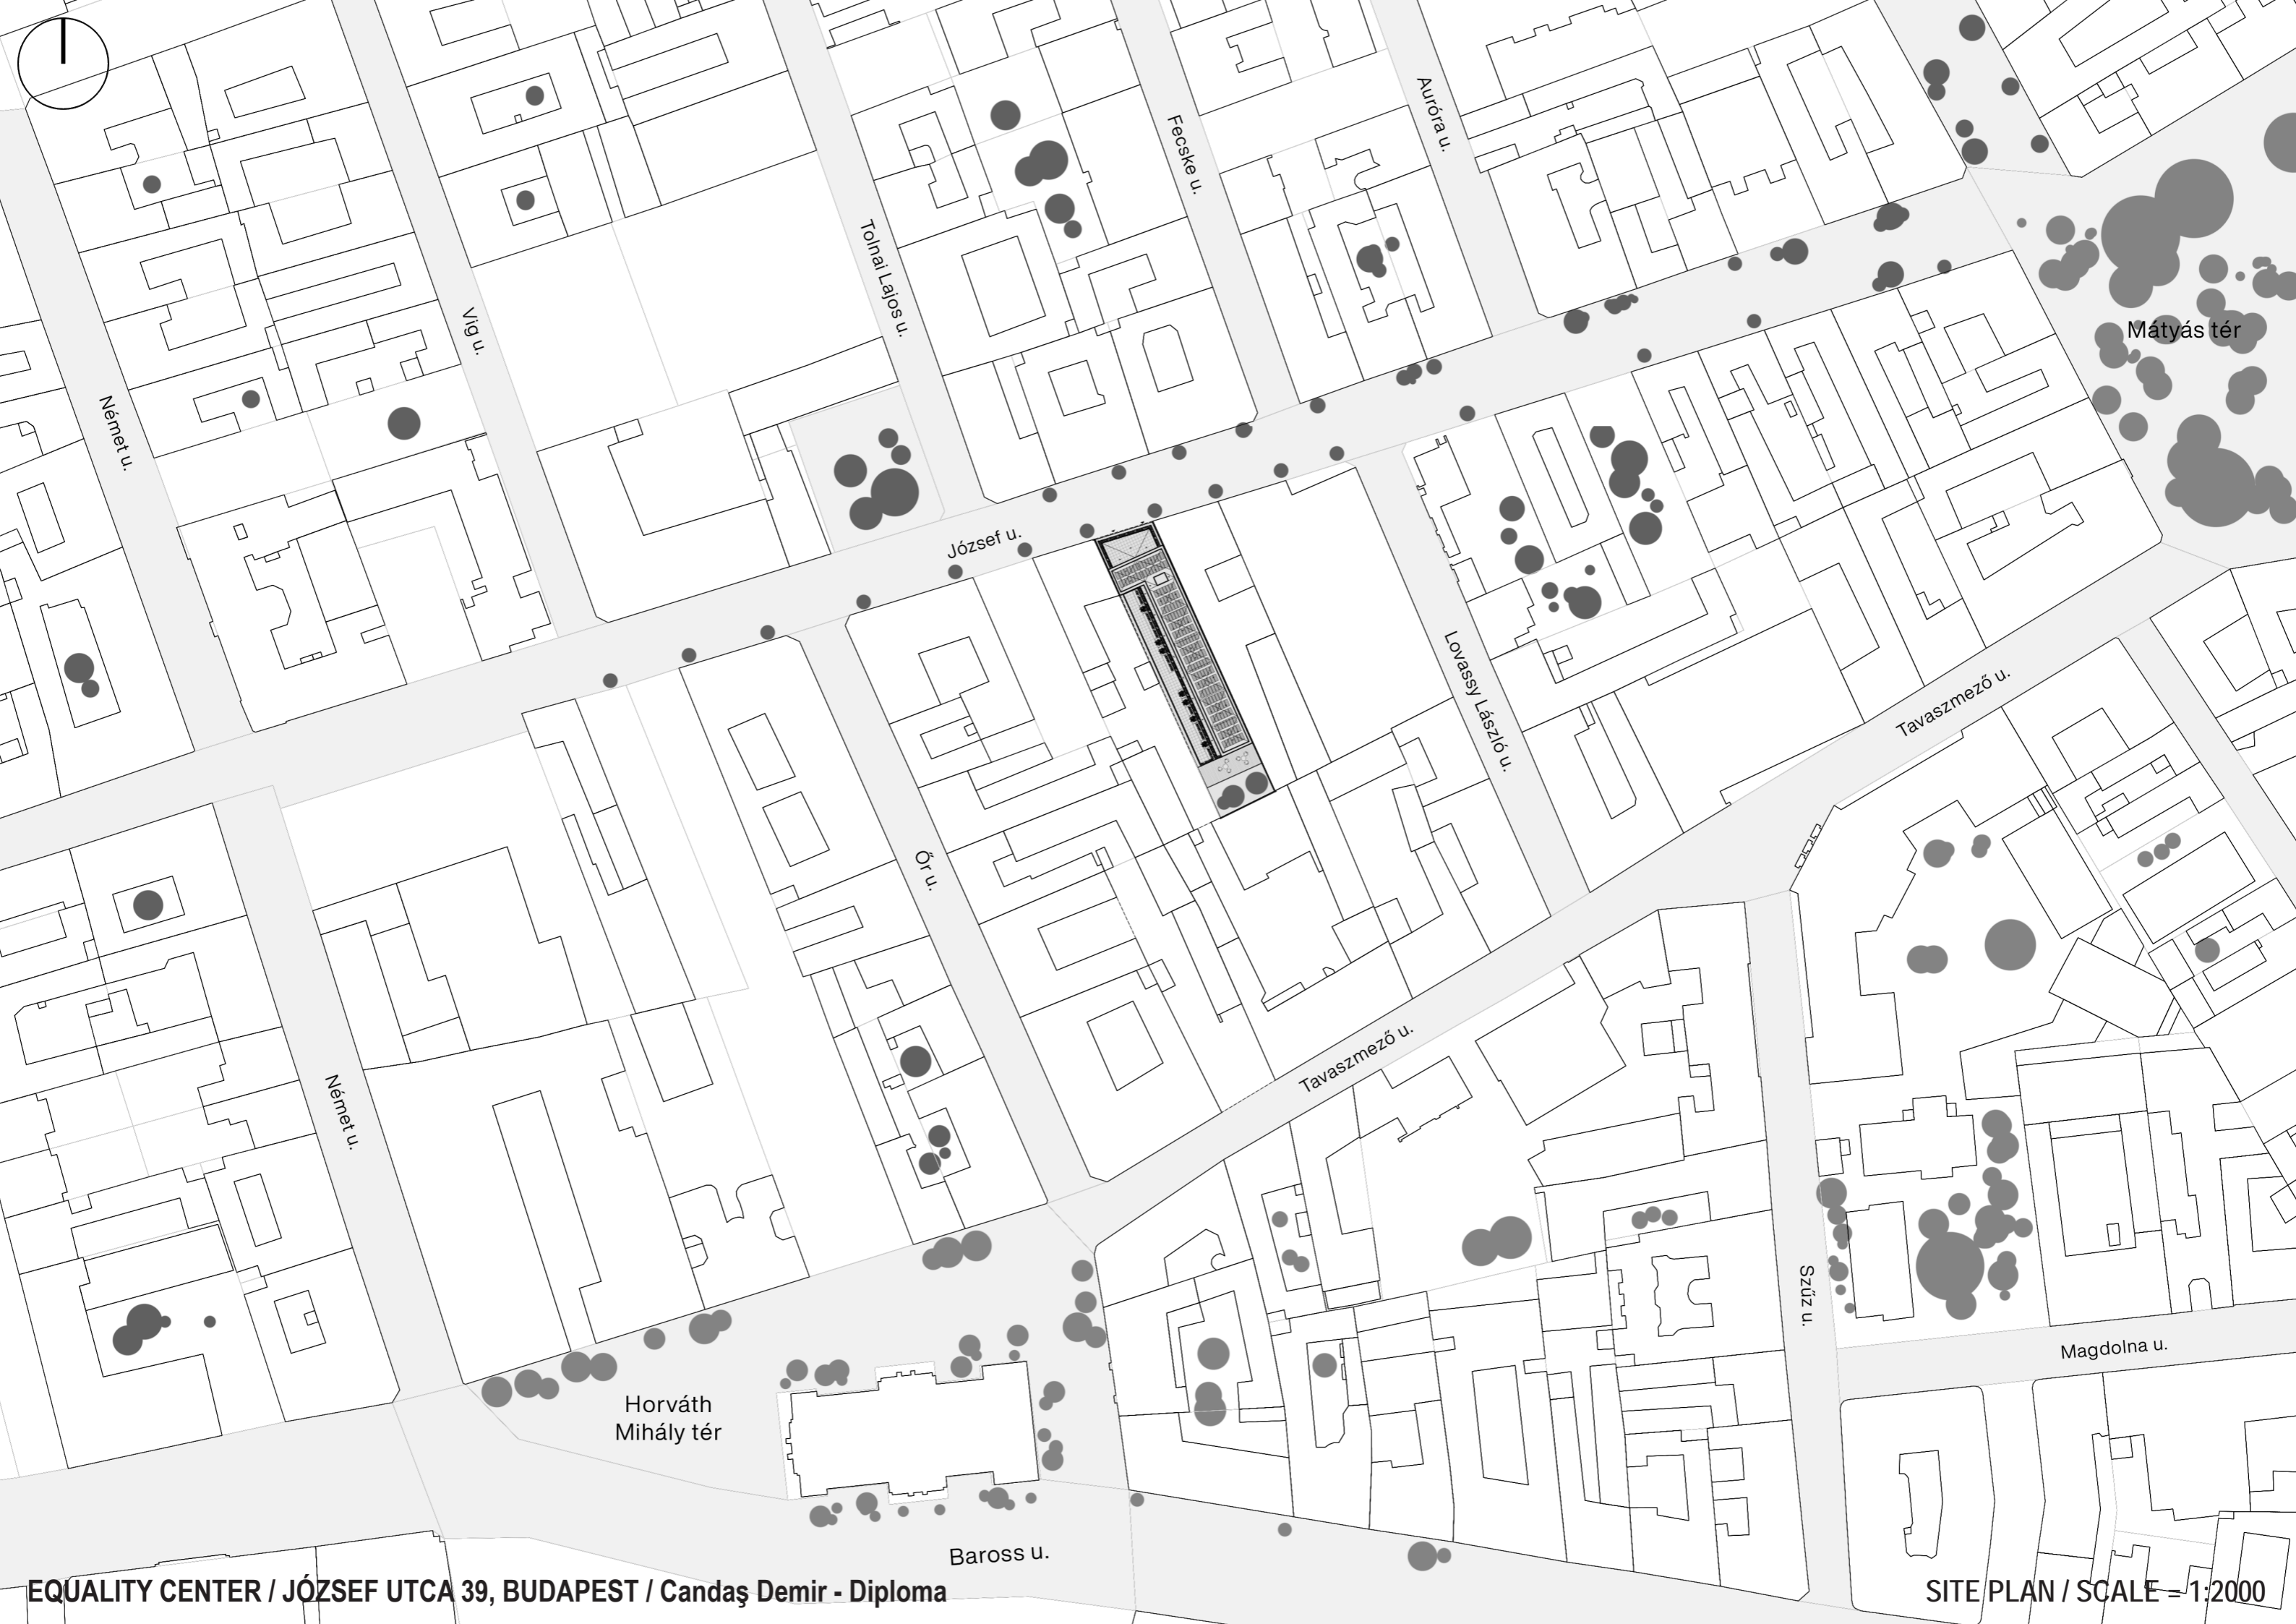 Auróra u.
Fecske u.
Tolnai Lajos u.
Vig u.
Mátyás tér
Német u.
József u.
Lovassy László u.
Tavaszmező u.
Őr u.
Tavaszmező u.
Német u.
Szűz u.
Magdolna u.
Horváth
Mihály tér
Baross u.
EQUALITY CENTER / JÓZSEF UTCA 39, BUDAPEST / Candaş Demir - Diploma
SITE PLAN / SCALE = 1:2000